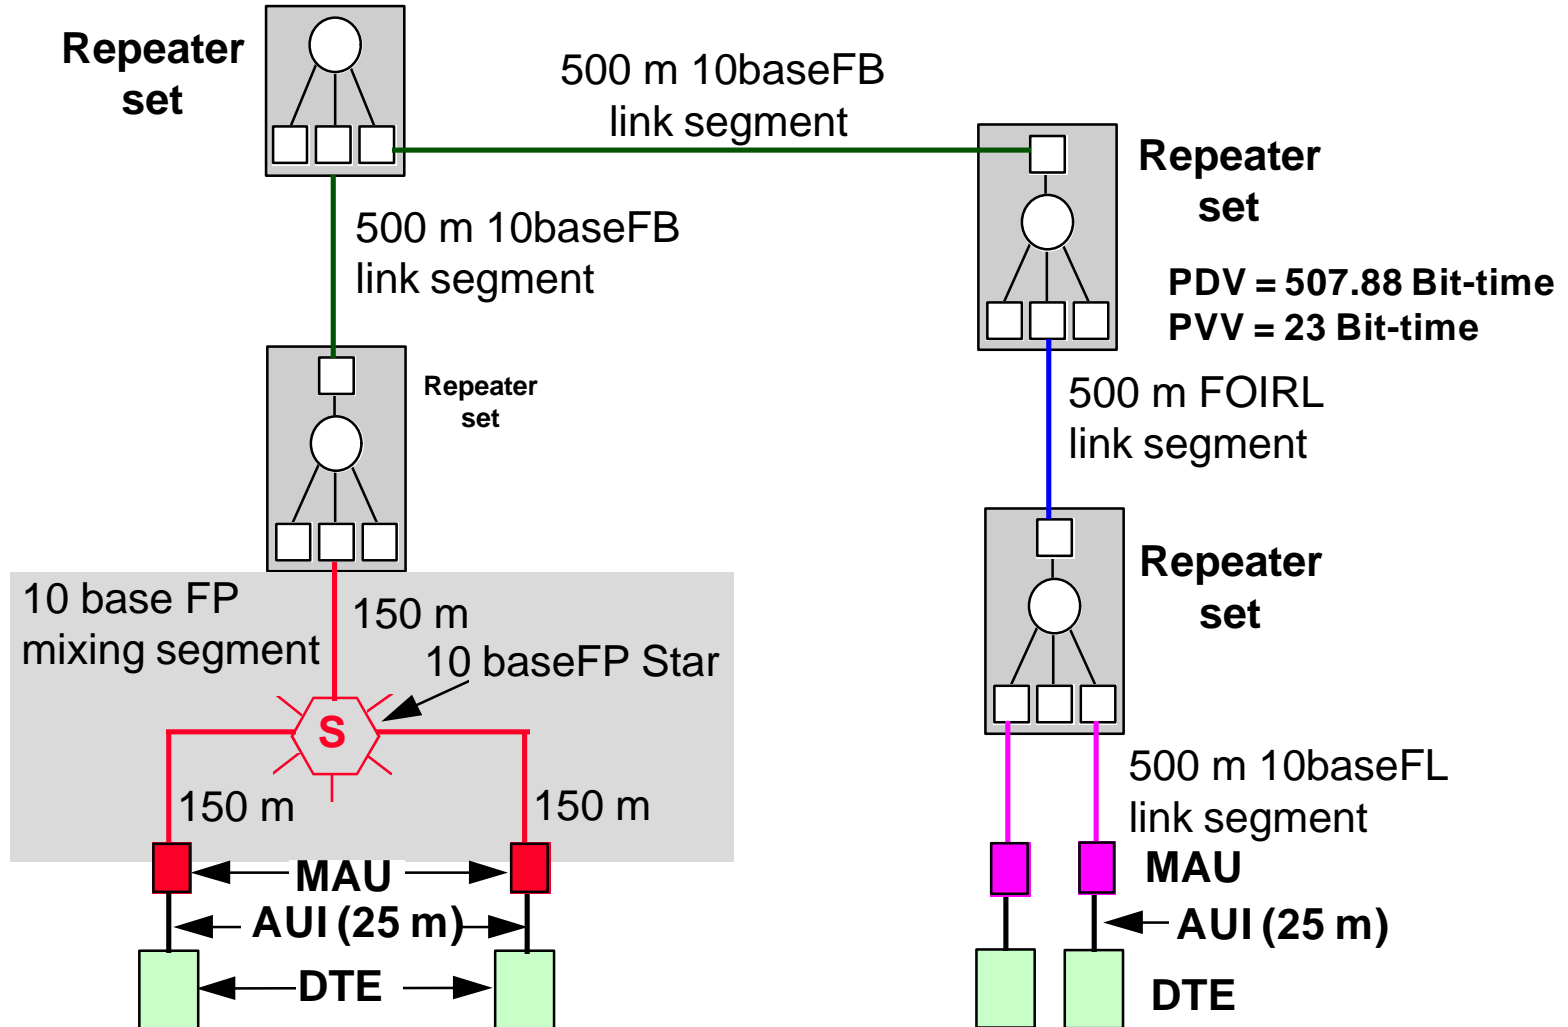 Repeater
set
500 m 10baseFB
link segment
Repeater
set
500 m 10baseFB
link segment
PDV = 507.88 Bit-time
PVV = 23 Bit-time
Repeater
set
500 m FOIRL
link segment
Repeater
set
10 base FP
mixing segment
150 m
10 baseFP Star
S
150 m
150 m
500 m 10baseFL
link segment
MAU
MAU
AUI (25 m)
AUI (25 m)
DTE
DTE